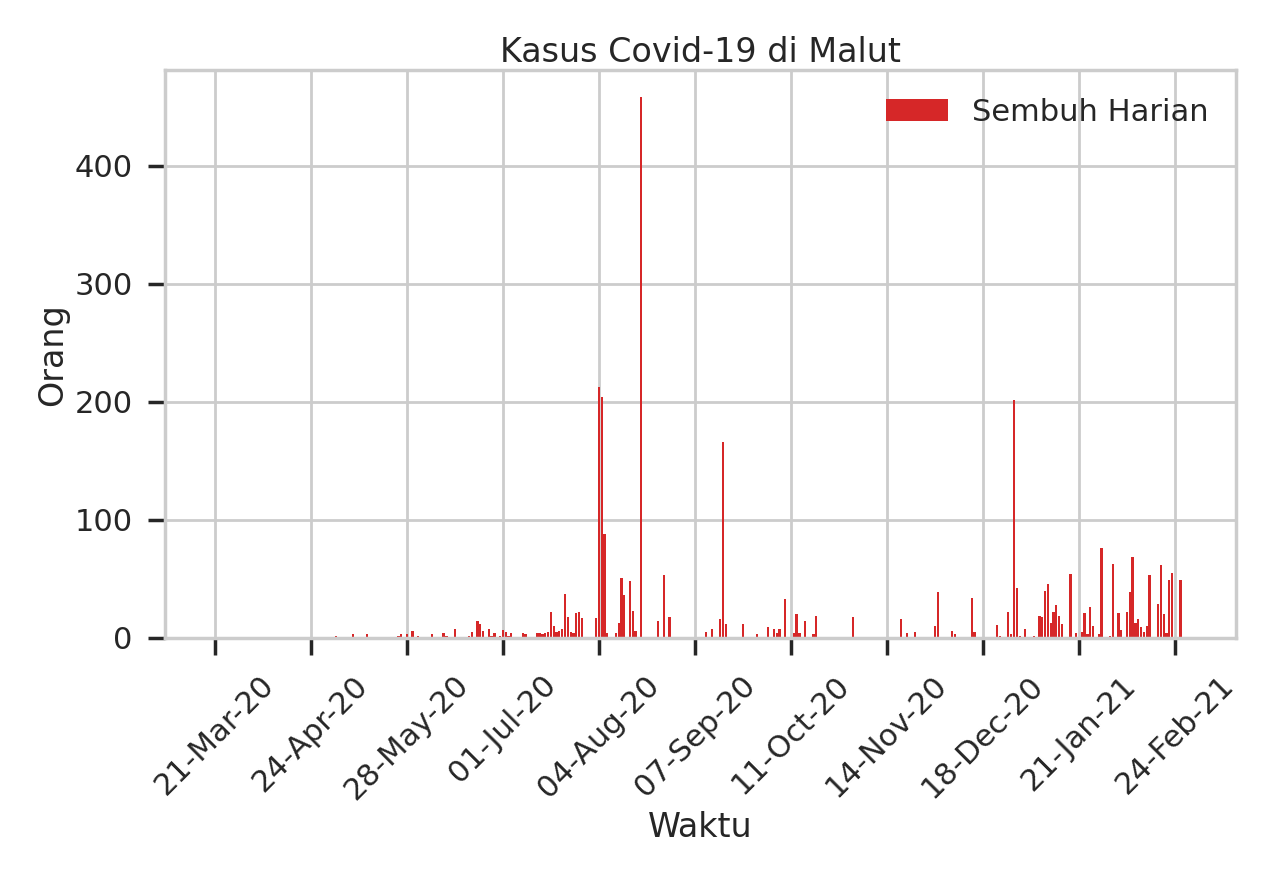 Kasus Covid-19 di Malut
Sembuh Harian
Orang
400
300
200
100
0
21-Mar-20
24-Apr-20
28-May-20
01-Jul-20
04-Aug-20
07-Sep-20
11-Oct-20
14-Nov-20
18-Dec-20
21-Jan-21
24-Feb-21
Waktu